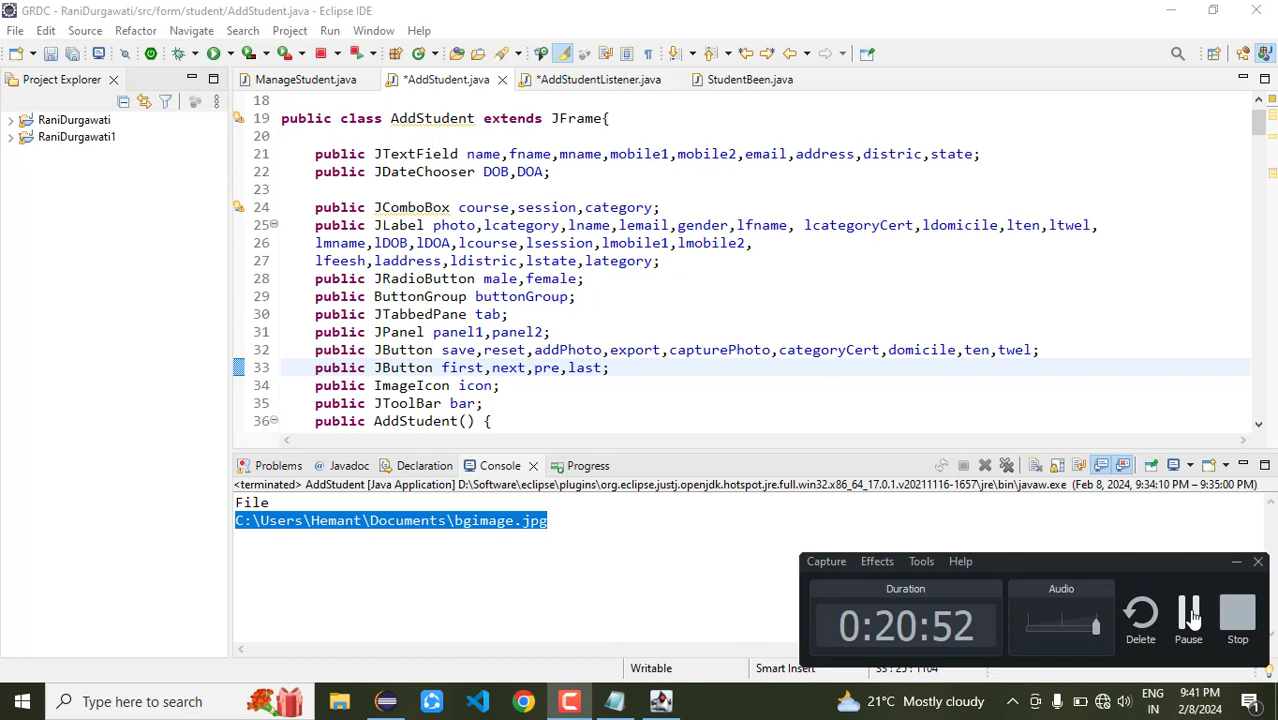 GRDC - RaniDurgawati/src/form/student/AddStudent.java - Eclipse IDE
File Edit Source Refactor Navigate Search Project Run Window Help
Project Explorer
ManageStudent.java *AddStudent.java *AddStudentListener.java StudentBeen.java
RaniDurgawati
RaniDurgawati1
18
19 public class AddStudent extends JFrame{
20
21 public JTextField name,fname,mname,mobile1,mobile2,email,address,distric,state;
22 public JDateChooser DOB,DOA;
23
24 public JComboBox course,session,category;
25 public JLabel photo,lcategory,lname,lemail,gender,lfname, lcategoryCert,ldomicile,lten,ltwel,
26 lmname,lDOB,lDOA,lcourse,lsession,lmobile1,lmobile2,
27 lfeesh,laddress,ldistric,lstate,lategory;
28 public JRadioButton male,female;
29 public ButtonGroup buttonGroup;
30 public JTabbedPane tab;
31 public JPanel panel1,panel2;
32 public JButton save,reset,addPhoto,export,capturePhoto,categoryCert,domicile,ten,twel;
33 public JButton first,next,pre,last;
34 public ImageIcon icon;
35 public JToolBar bar;
36 public AddStudent() {
Problems Javadoc Declaration Console Progress
<terminated> AddStudent [Java Application] D:\Software\eclipse\plugins\org.eclipse.justj.openjdk.hotspot.jre.full.win32.x86_64_17.0.1.v20211116-1657\jre\bin\javaw.exe (Feb 8, 2024, 9:34:10 PM – 9:35:00 PM)
File
C:\Users\Hemant\Documents\bgimage.jpg
Capture Effects Tools Help
Duration Audio
0:20:52
Delete Pause Stop
Writable Smart Insert
Type here to search
21°C Mostly cloudy
ENG
IN
9:41 PM
2/8/2024
1